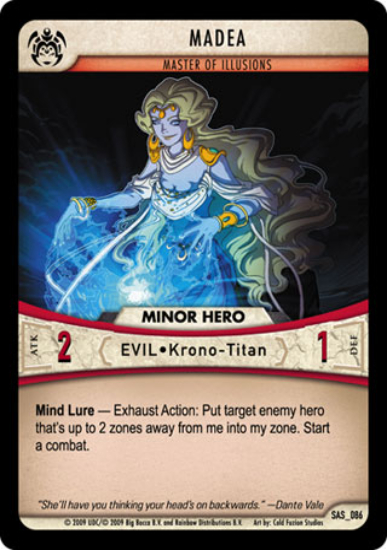 MADEA
MASTER OF ILLUSIONS
MINOR HERO
ATK 2 EVIL•Krono-Titan 1 DEF
Mind Lure — Exhaust Action: Put target enemy hero
that's up to 2 zones away from me into my zone. Start
a combat.
"She'll have you thinking your head's on backwards." —Dante Vale
SAS_086
© 2009 UDC/© 2009 Big Bocca B.V. and Rainbow Distributions B.V. Art by: Cold Fusion Studios